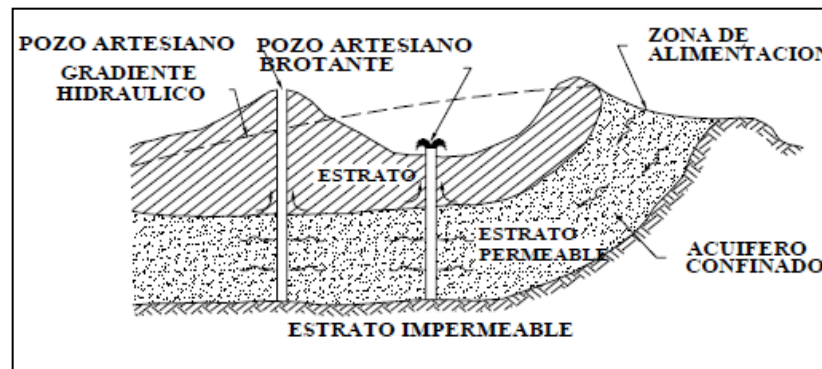 POZO ARTESIANO
GRADIENTE
HIDRAULICO
POZO ARTESIANO
BROTANTE
ZONA DE
ALIMENTACION
ESTRATO
ESTRATO
PERMEABLE
ACUIFERO
CONFINADO
ESTRATO IMPERMEABLE